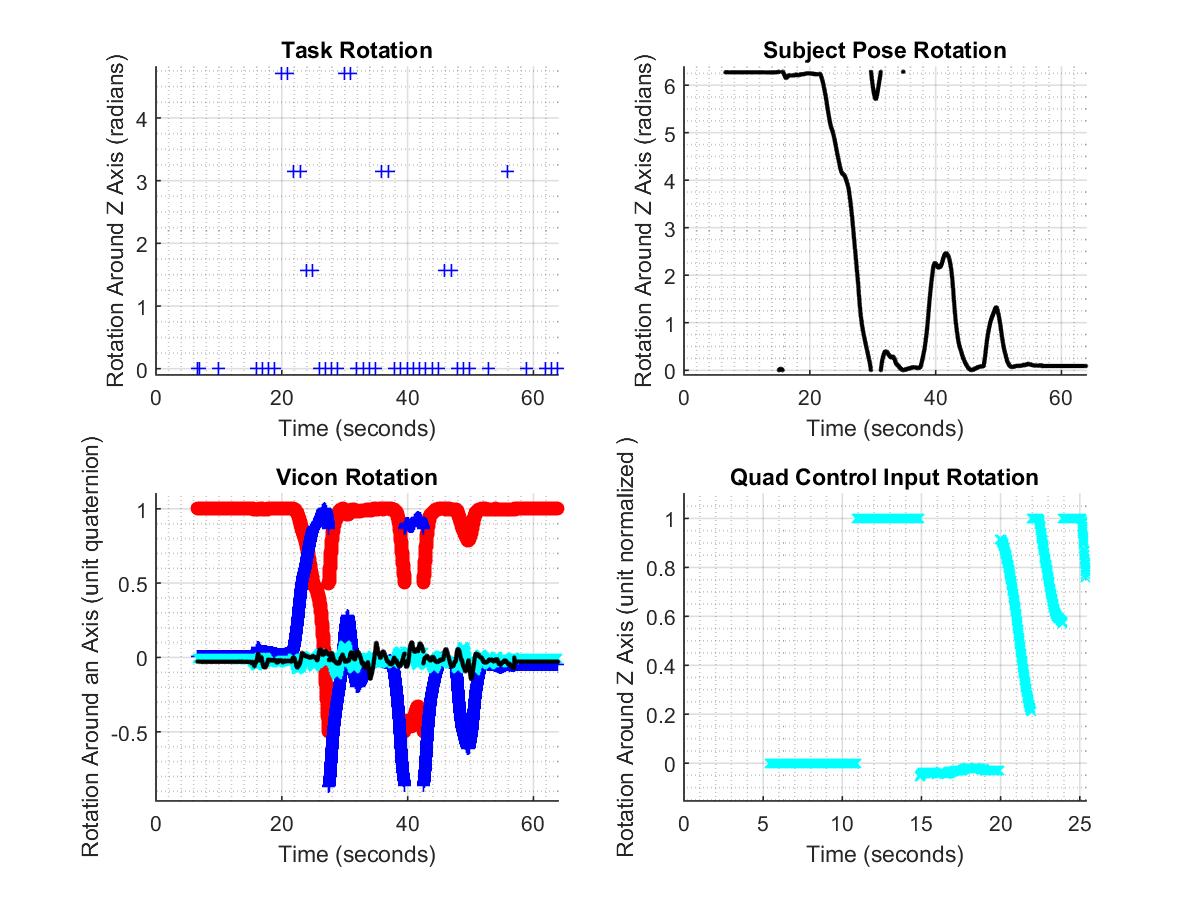 Task Rotation
Rotation Around Z Axis (radians)
4
3
2
1
0
0 20 40 60
Time (seconds)
Subject Pose Rotation
Rotation Around Z Axis (radians)
6
5
4
3
2
1
0
0 20 40 60
Time (seconds)
Vicon Rotation
Rotation Around an Axis (unit quaternion)
1
0.5
0
-0.5
0 20 40 60
Time (seconds)
Quad Control Input Rotation
Rotation Around Z Axis (unit normalized )
1
0.8
0.6
0.4
0.2
0
0 5 10 15 20 25
Time (seconds)